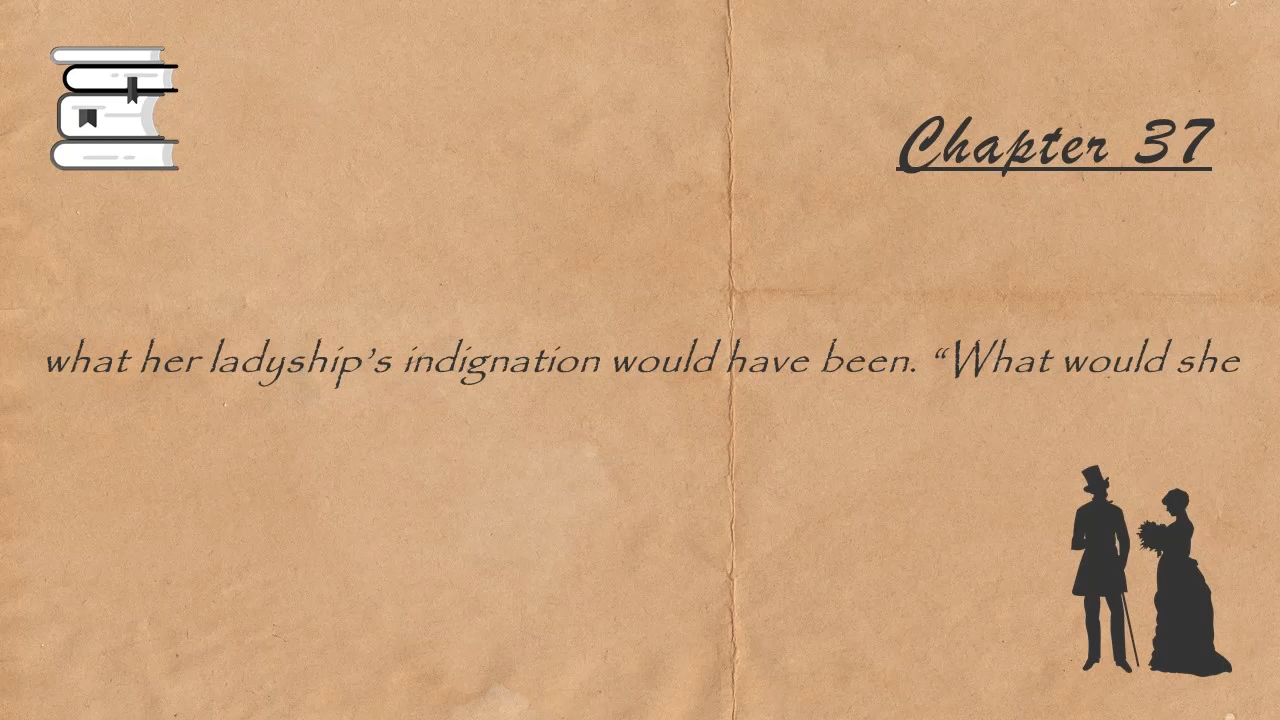 Chapter 37
what her ladyship’s indignation would have been. “What would she